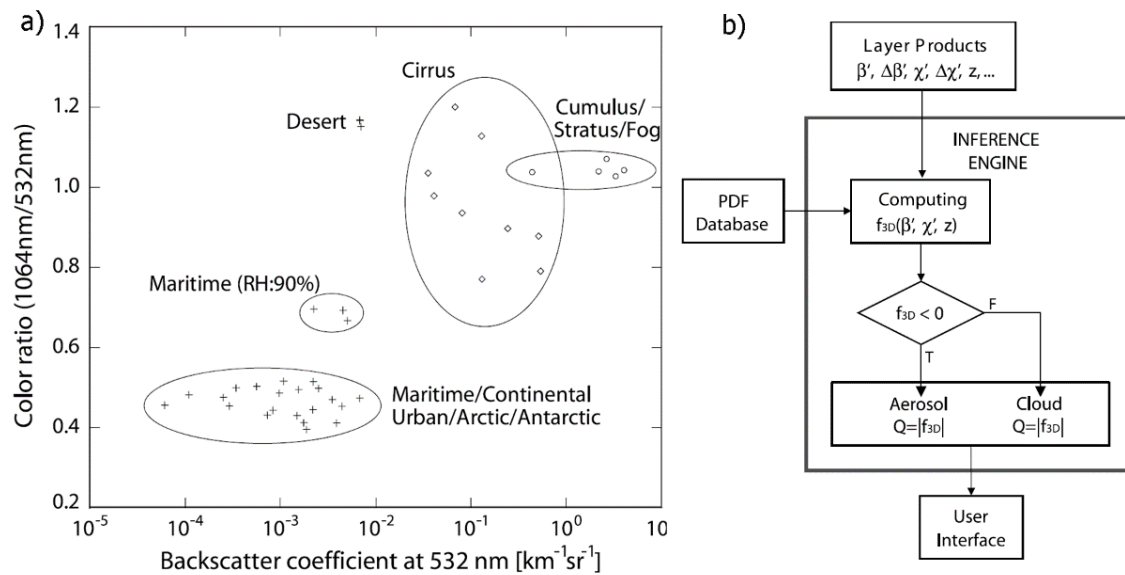 a)
1.4
1.2
1.0
0.8
0.6
0.4
0.2
Color ratio (1064nm/532nm)
Cirrus
Cumulus/
Stratus/Fog
Desert
Maritime (RH:90%)
Maritime/Continental
Urban/Arctic/Antarctic
10⁻⁵ 10⁻⁴ 10⁻³ 10⁻² 10⁻¹ 10⁰ 10
Backscatter coefficient at 532 nm [km⁻¹sr⁻¹]
b)
Layer Products
β', Δβ', χ', Δχ', z, ...
INFERENCE
ENGINE
PDF
Database
Computing
f₃D(β', χ', z)
f₃D < 0
F
T
Aerosol
Q=|f₃D|
Cloud
Q=|f₃D|
User
Interface